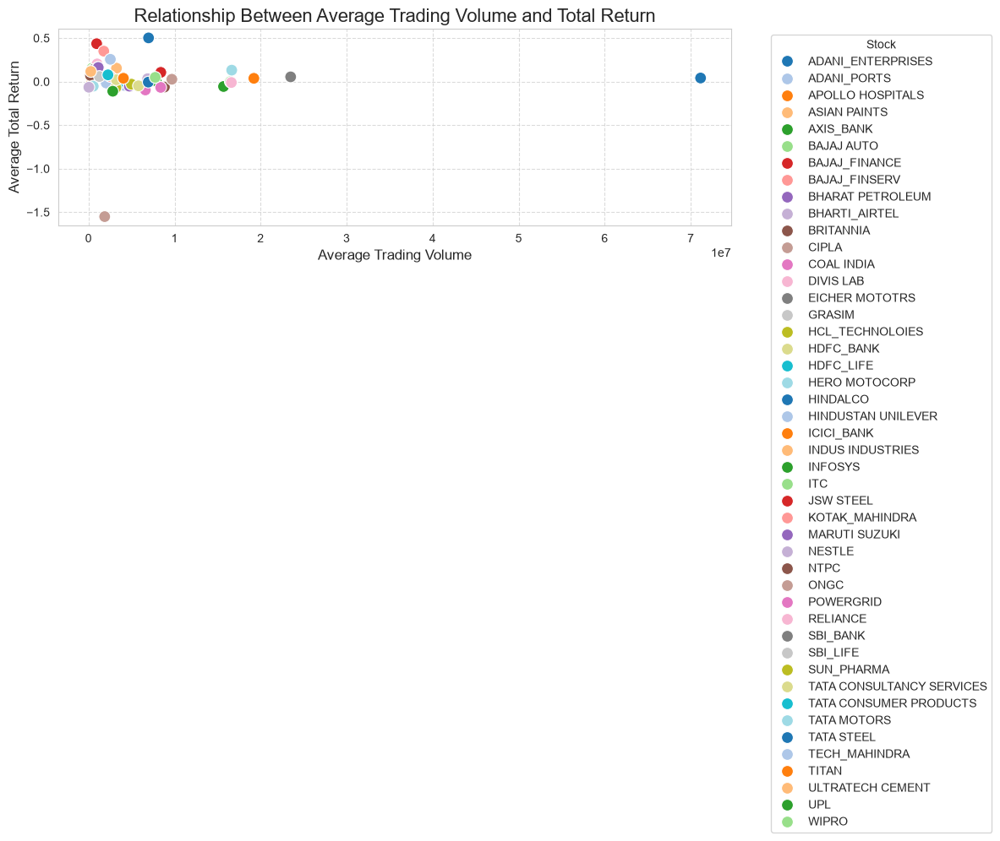 Relationship Between Average Trading Volume and Total Return
Average Total Return
0.5
0.0
−0.5
−1.0
−1.5
0 1 2 3 4 5 6 7
1e7
Average Trading Volume
Stock
ADANI_ENTERPRISES
ADANI_PORTS
APOLLO HOSPITALS
ASIAN PAINTS
AXIS_BANK
BAJAJ AUTO
BAJAJ_FINANCE
BAJAJ_FINSERV
BHARAT PETROLEUM
BHARTI_AIRTEL
BRITANNIA
CIPLA
COAL INDIA
DIVIS LAB
EICHER MOTOTRS
GRASIM
HCL_TECHNOLOIES
HDFC_BANK
HDFC_LIFE
HERO MOTOCORP
HINDALCO
HINDUSTAN UNILEVER
ICICI_BANK
INDUS INDUSTRIES
INFOSYS
ITC
JSW STEEL
KOTAK_MAHINDRA
MARUTI SUZUKI
NESTLE
NTPC
ONGC
POWERGRID
RELIANCE
SBI_BANK
SBI_LIFE
SUN_PHARMA
TATA CONSULTANCY SERVICES
TATA CONSUMER PRODUCTS
TATA MOTORS
TATA STEEL
TECH_MAHINDRA
TITAN
ULTRATECH CEMENT
UPL
WIPRO